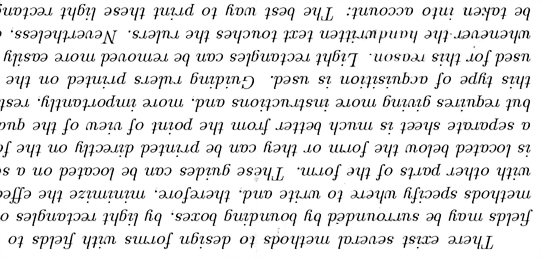 There exist several methods to design forms with fields to
fields may be surrounded by bounding boxes, by light rectangles o
methods specify where to write and, therefore, minimize the effe
with other parts of the form. These guides can be located on a s
is located below the form or they can be printed directly on the fo
a separate sheet is much better from the point of view of the qua
but requires giving more instructions and, more importantly, rest
this type of acquisition is used. Guiding rulers printed on the
used for this reason. Light rectangles can be removed more easily
whenever the handwritten text touches the rulers. Nevertheless,
be taken into account: The best way to print these light rectang